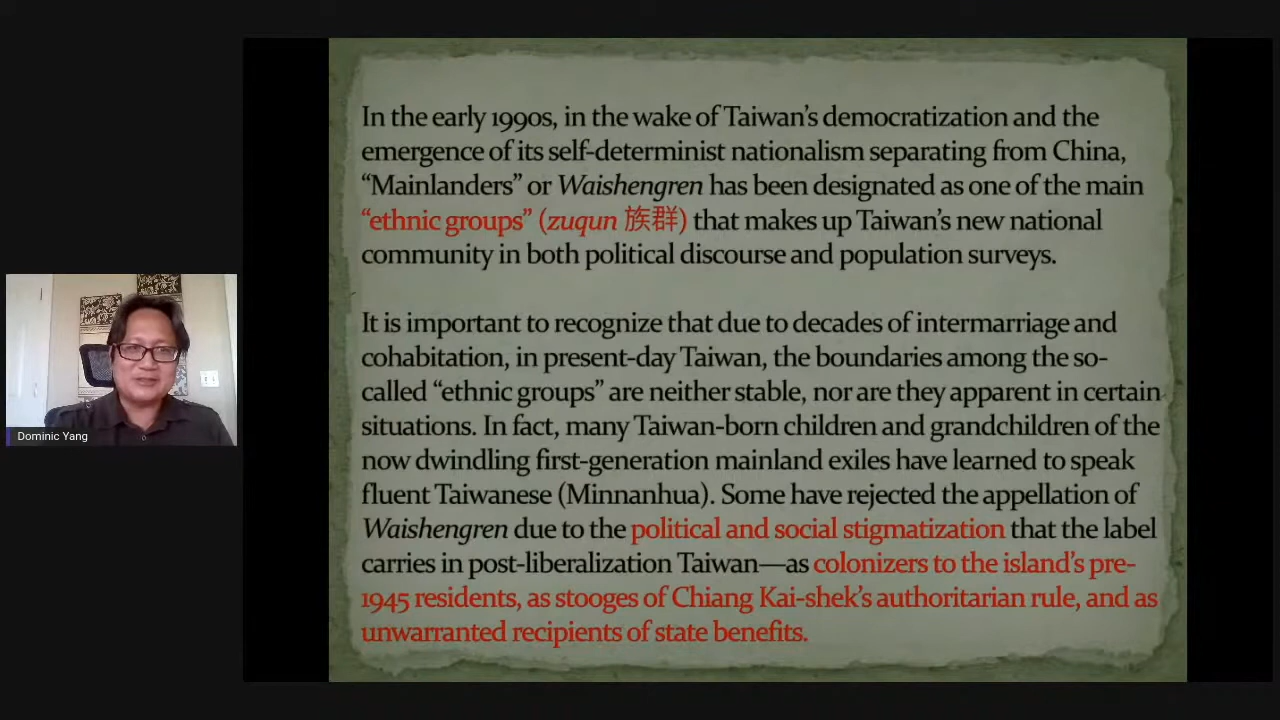 In the early 1990s, in the wake of Taiwan’s democratization and the
emergence of its self-determinist nationalism separating from China,
“Mainlanders” or Waishengren has been designated as one of the main
“ethnic groups” (zuqun 族群) that makes up Taiwan’s new national
community in both political discourse and population surveys.
It is important to recognize that due to decades of intermarriage and
cohabitation, in present-day Taiwan, the boundaries among the so-
called “ethnic groups” are neither stable, nor are they apparent in certain
situations. In fact, many Taiwan-born children and grandchildren of the
now dwindling first-generation mainland exiles have learned to speak
fluent Taiwanese (Minnanhua). Some have rejected the appellation of
Waishengren due to the political and social stigmatization that the label
carries in post-liberalization Taiwan—as colonizers to the island’s pre-
1945 residents, as stooges of Chiang Kai-shek’s authoritarian rule, and as
unwarranted recipients of state benefits.
Dominic Yang